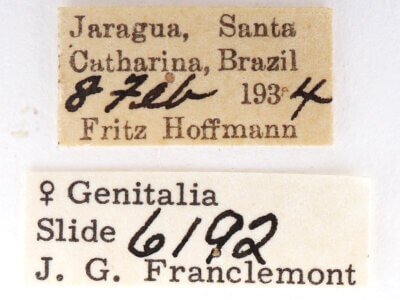 Jaragua, Santa
Catharina, Brazil
8 Feb 1934
Fritz Hoffmann
♀ Genitalia
Slide 6192
J. G. Franclemont